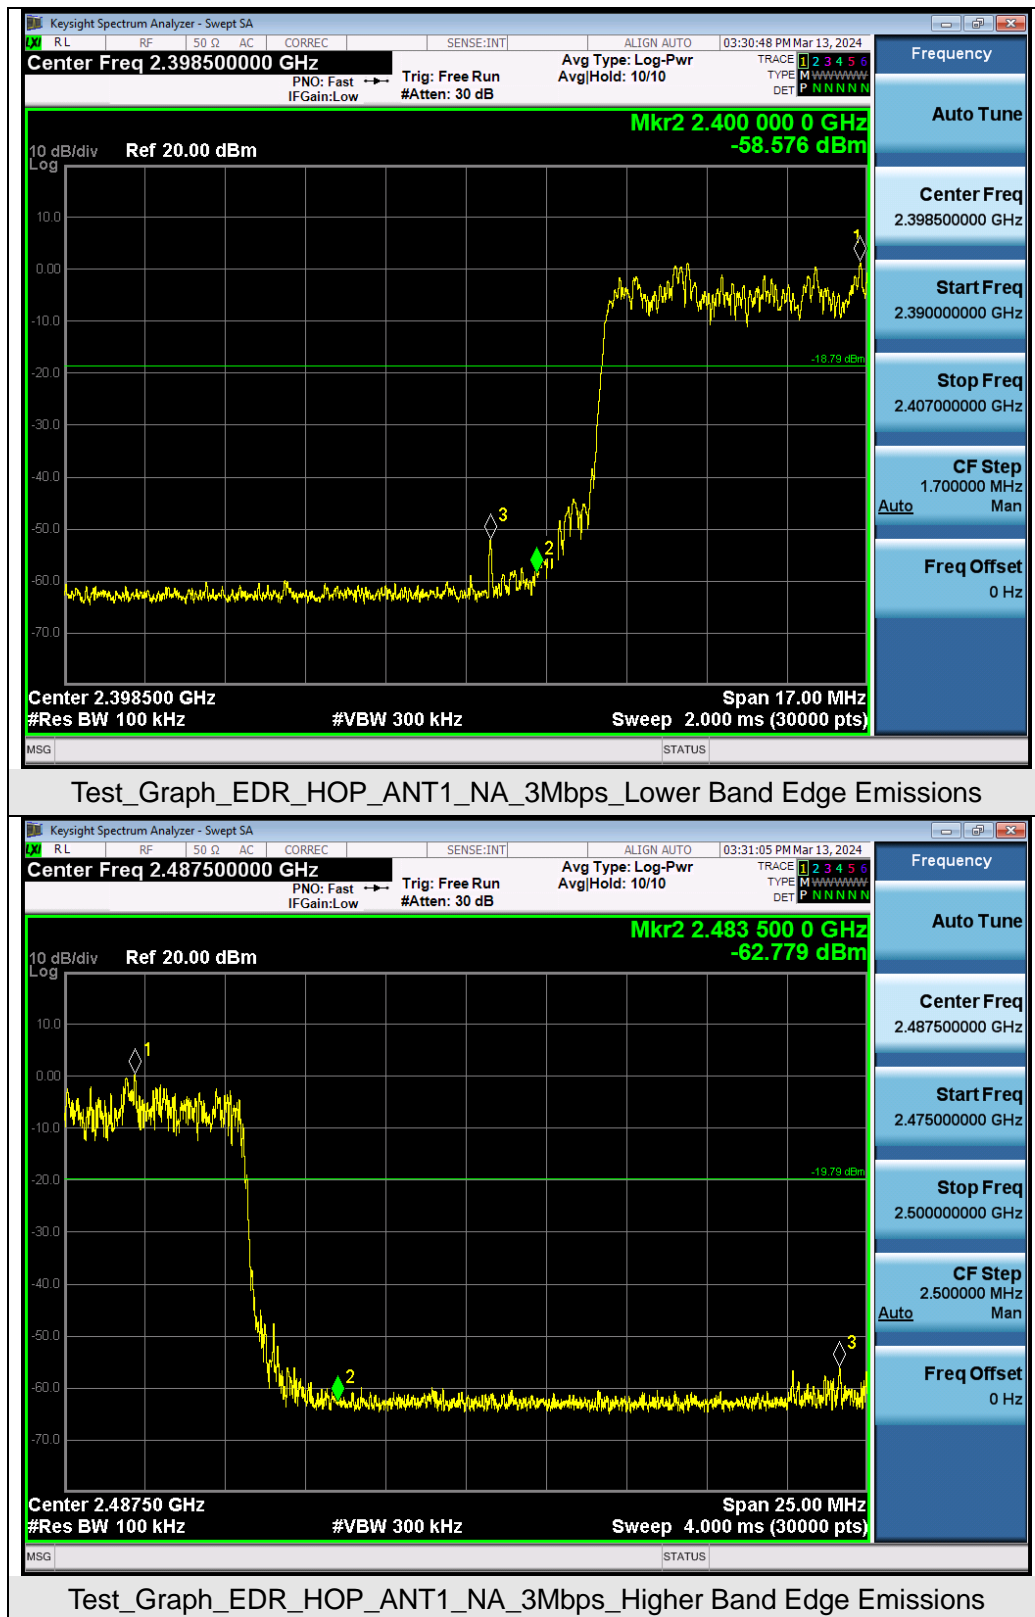 Keysight Spectrum Analyzer - Swept SA
LXI RL RF 50 Ω AC CORREC SENSE:INT ALIGN AUTO 03:30:48 PM Mar 13, 2024
Center Freq 2.398500000 GHz
PNO: Fast
IFGain:Low
Trig: Free Run
#Atten: 30 dB
Avg Type: Log-Pwr
Avg|Hold: 10/10
TRACE 1 2 3 4 5 6
TYPE M WWWWW
DET P N N N N N
Mkr2 2.400 000 0 GHz
-58.576 dBm
10 dB/div Ref 20.00 dBm
Log
10.0
0.00
-10.0
-20.0
-30.0
-40.0
-50.0
-60.0
-70.0
1
-18.79 dBm
3
2
Center 2.398500 GHz Span 17.00 MHz
#Res BW 100 kHz #VBW 300 kHz Sweep 2.000 ms (30000 pts)
MSG STATUS
Frequency
Auto Tune
Center Freq
2.398500000 GHz
Start Freq
2.390000000 GHz
Stop Freq
2.407000000 GHz
CF Step
1.700000 MHz
Auto Man
Freq Offset
0 Hz
Test_Graph_EDR_HOP_ANT1_NA_3Mbps_Lower Band Edge Emissions
Keysight Spectrum Analyzer - Swept SA
LXI RL RF 50 Ω AC CORREC SENSE:INT ALIGN AUTO 03:31:05 PM Mar 13, 2024
Center Freq 2.487500000 GHz
PNO: Fast
IFGain:Low
Trig: Free Run
#Atten: 30 dB
Avg Type: Log-Pwr
Avg|Hold: 10/10
TRACE 1 2 3 4 5 6
TYPE M WWWWW
DET P N N N N N
Mkr2 2.483 500 0 GHz
-62.779 dBm
10 dB/div Ref 20.00 dBm
Log
10.0
0.00
-10.0
-20.0
-30.0
-40.0
-50.0
-60.0
-70.0
1
-19.79 dBm
3
2
Center 2.48750 GHz Span 25.00 MHz
#Res BW 100 kHz #VBW 300 kHz Sweep 4.000 ms (30000 pts)
MSG STATUS
Frequency
Auto Tune
Center Freq
2.487500000 GHz
Start Freq
2.475000000 GHz
Stop Freq
2.500000000 GHz
CF Step
2.500000 MHz
Auto Man
Freq Offset
0 Hz
Test_Graph_EDR_HOP_ANT1_NA_3Mbps_Higher Band Edge Emissions